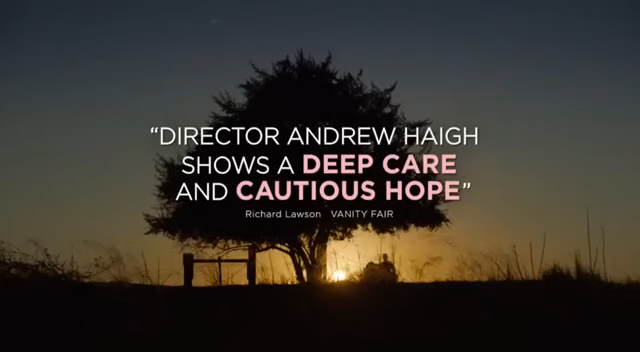 “DIRECTOR ANDREW HAIGH
SHOWS A DEEP CARE
AND CAUTIOUS HOPE”
Richard Lawson VANITY FAIR